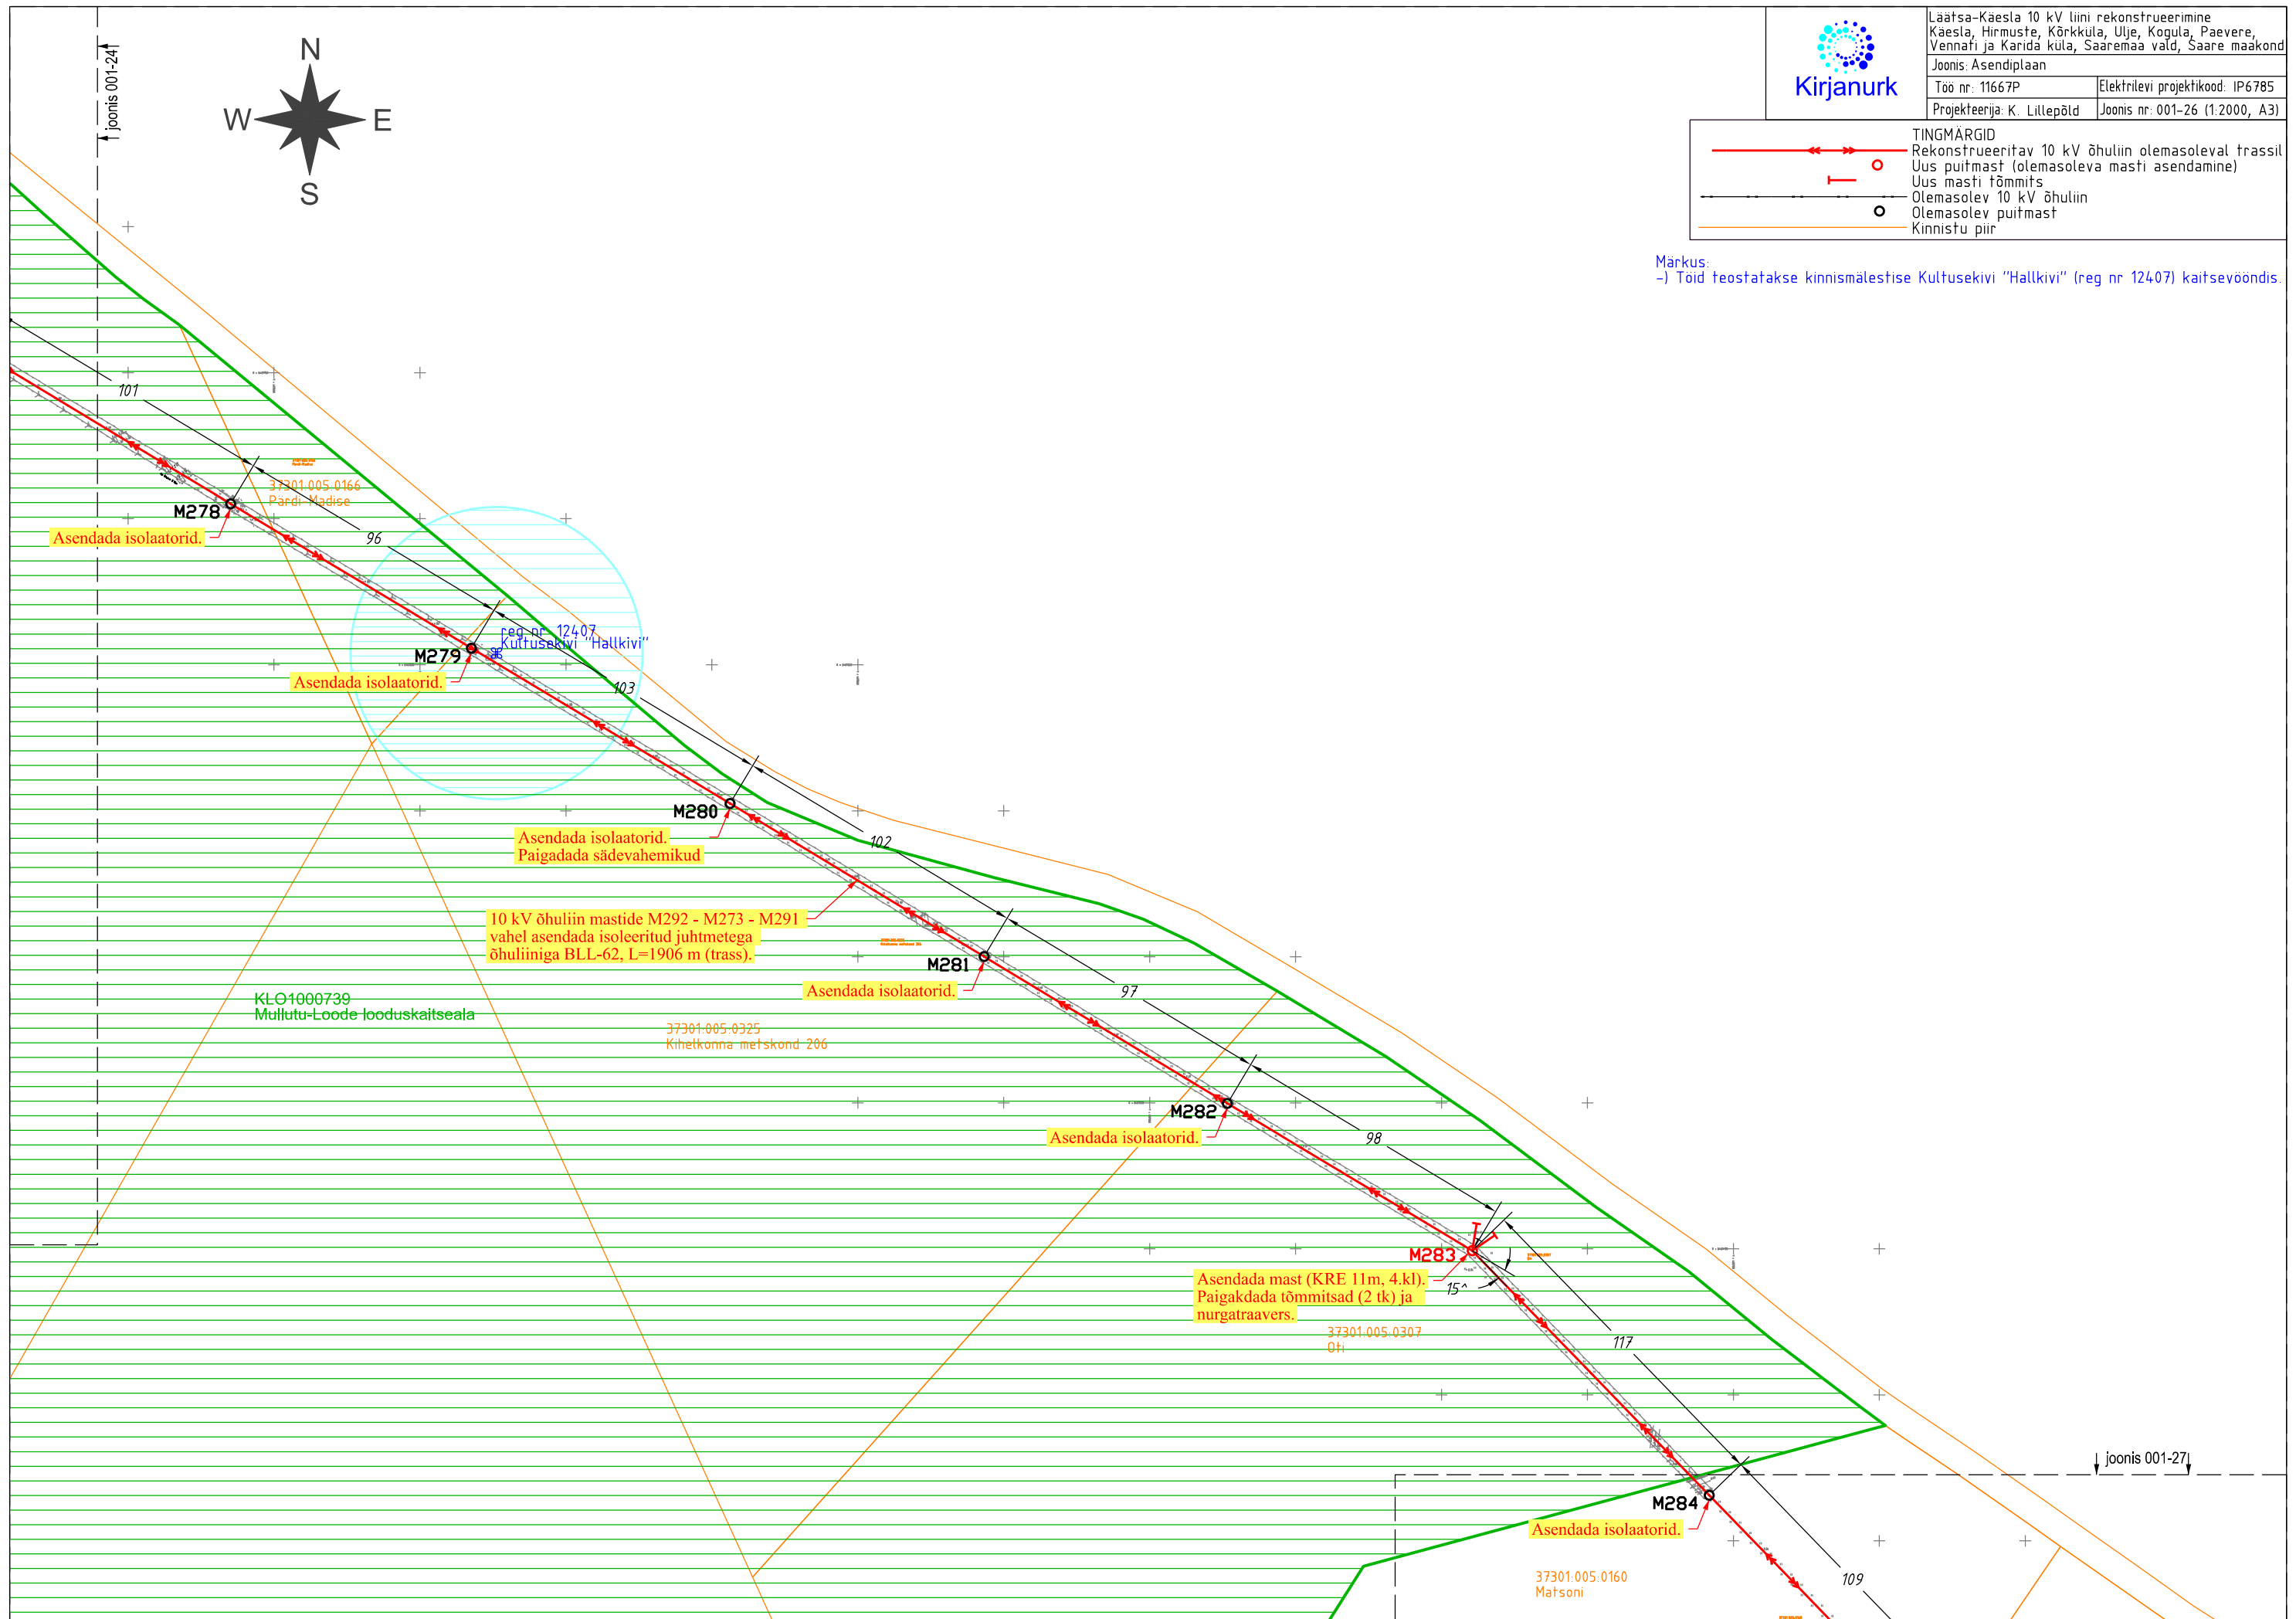 joonis 001-24
N
W
E
S
Kirjanurk
Läätsa-Käesla 10 kV liini rekonstrueerimine
Käesla, Hirmuste, Kõrkküla, Ulje, Kogula, Paevere,
Vennati ja Karida küla, Saaremaa vald, Saare maakond
Joonis: Asendiplaan
Töö nr: 11667P
Elektrilevi projektikood: IP6785
Projekteerija: K. Lillepõld
Joonis nr: 001-26 (1:2000, A3)
TINGMÄRGID
Rekonstrueeritav 10 kV õhuliin olemasoleval trassil
Uus puitmast (olemasoleva masti asendamine)
Uus masti tõmmits
Olemasolev 10 kV õhuliin
Olemasolev puitmast
Kinnistu piir
Märkus:
-) Töid teostatakse kinnismälestise Kultusekivi "Hallkivi" (reg nr 12407) kaitsevööndis.
101
37301:005:0166
Pärdi-Madise
M278
Asendada isolaatorid.
96
reg nr 12407
Kultusekivi "Hallkivi"
M279
Asendada isolaatorid.
103
M280
Asendada isolaatorid.
Paigadada sädevahemikud
102
10 kV õhuliin mastide M292 - M273 - M291
vahel asendada isoleeritud juhtmetega
õhuliiniga BLL-62, L=1906 m (trass).
M281
Asendada isolaatorid.
97
KLO1000739
Mullutu-Loode looduskaitseala
37301:005:0325
Kihelkonna metskond 206
M282
Asendada isolaatorid.
98
M283
Asendada mast (KRE 11m, 4.kl).
Paigakdada tõmmitsad (2 tk) ja
nurgatraavers.
15^
37301:005:0307
Oti
117
joonis 001-27
M284
Asendada isolaatorid.
37301:005:0160
Matsoni
109